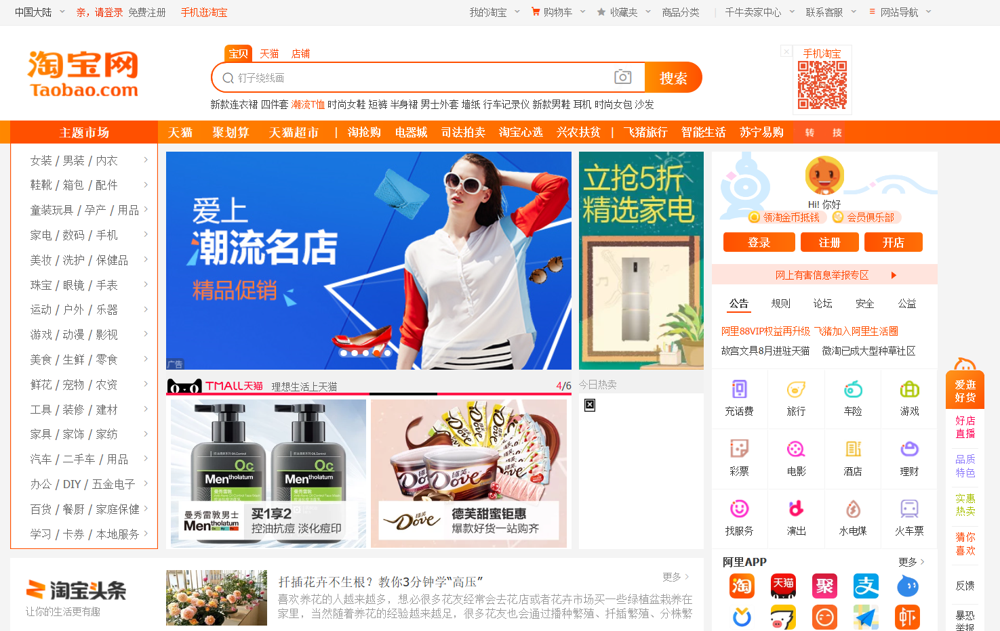 中国大陆 亲，请登录 免费注册 手机逛淘宝 我的淘宝 购物车 收藏夹 商品分类 千牛卖家中心 联系客服 网站导航
淘宝网
Taobao.com
宝贝 天猫 店铺
钉子绕线画 搜索
新款连衣裙 四件套 潮流T恤 时尚女鞋 短裤 半身裙 男士外套 墙纸 行车记录仪 新款男鞋 耳机 时尚女包 沙发
手机淘宝
主题市场 天猫 聚划算 天猫超市 | 淘抢购 电器城 司法拍卖 淘宝心选 兴农扶贫 | 飞猪旅行 智能生活 苏宁易购 转 技
女装 / 男装 / 内衣
鞋靴 / 箱包 / 配件
童装玩具 / 孕产 / 用品
家电 / 数码 / 手机
美妆 / 洗护 / 保健品
珠宝 / 眼镜 / 手表
运动 / 户外 / 乐器
游戏 / 动漫 / 影视
美食 / 生鲜 / 零食
鲜花 / 宠物 / 农资
工具 / 装修 / 建材
家具 / 家饰 / 家纺
汽车 / 二手车 / 用品
办公 / DIY / 五金电子
百货 / 餐厨 / 家庭保健
学习 / 卡券 / 本地服务
爱上
潮流名店
精品促销
广告
立抢5折
精选家电
TMALL天猫 理想生活上天猫 4/6
今日热卖
Oc
Mentholatum
Oc
Mentholatum
曼秀雷敦男士
Mentholatum
买1享2
控油抗痘 淡化痘印
Dove
Dove
德芙甜蜜钜惠
爆款好货一站购齐
Hi! 你好
领淘金币抵钱 会员俱乐部
登录 注册 开店
网上有害信息举报专区
公告 规则 论坛 安全 公益
阿里88VIP权益再升级 飞猪加入阿里生活圈
故宫文具8月进驻天猫 微淘已成大型种草社区
充话费 旅行 车险 游戏
彩票 电影 酒店 理财
找服务 演出 水电煤 火车票
阿里APP 更多
淘 天猫 聚 支
虾
爱逛
好货
好店
直播
品质
特色
实惠
热卖
猜你
喜欢
反馈
暴恐
举报
淘宝头条
让你的生活更有趣
扦插花卉不生根？教你3分钟学“高压” 更多
喜欢养花的人越来越多，想必很多花友经常会去花店或者花卉市场买一些绿植盆栽养在
家里，当然随着养花的经验越来越足，很多花友也会通过播种繁殖、扦插繁殖、分株繁